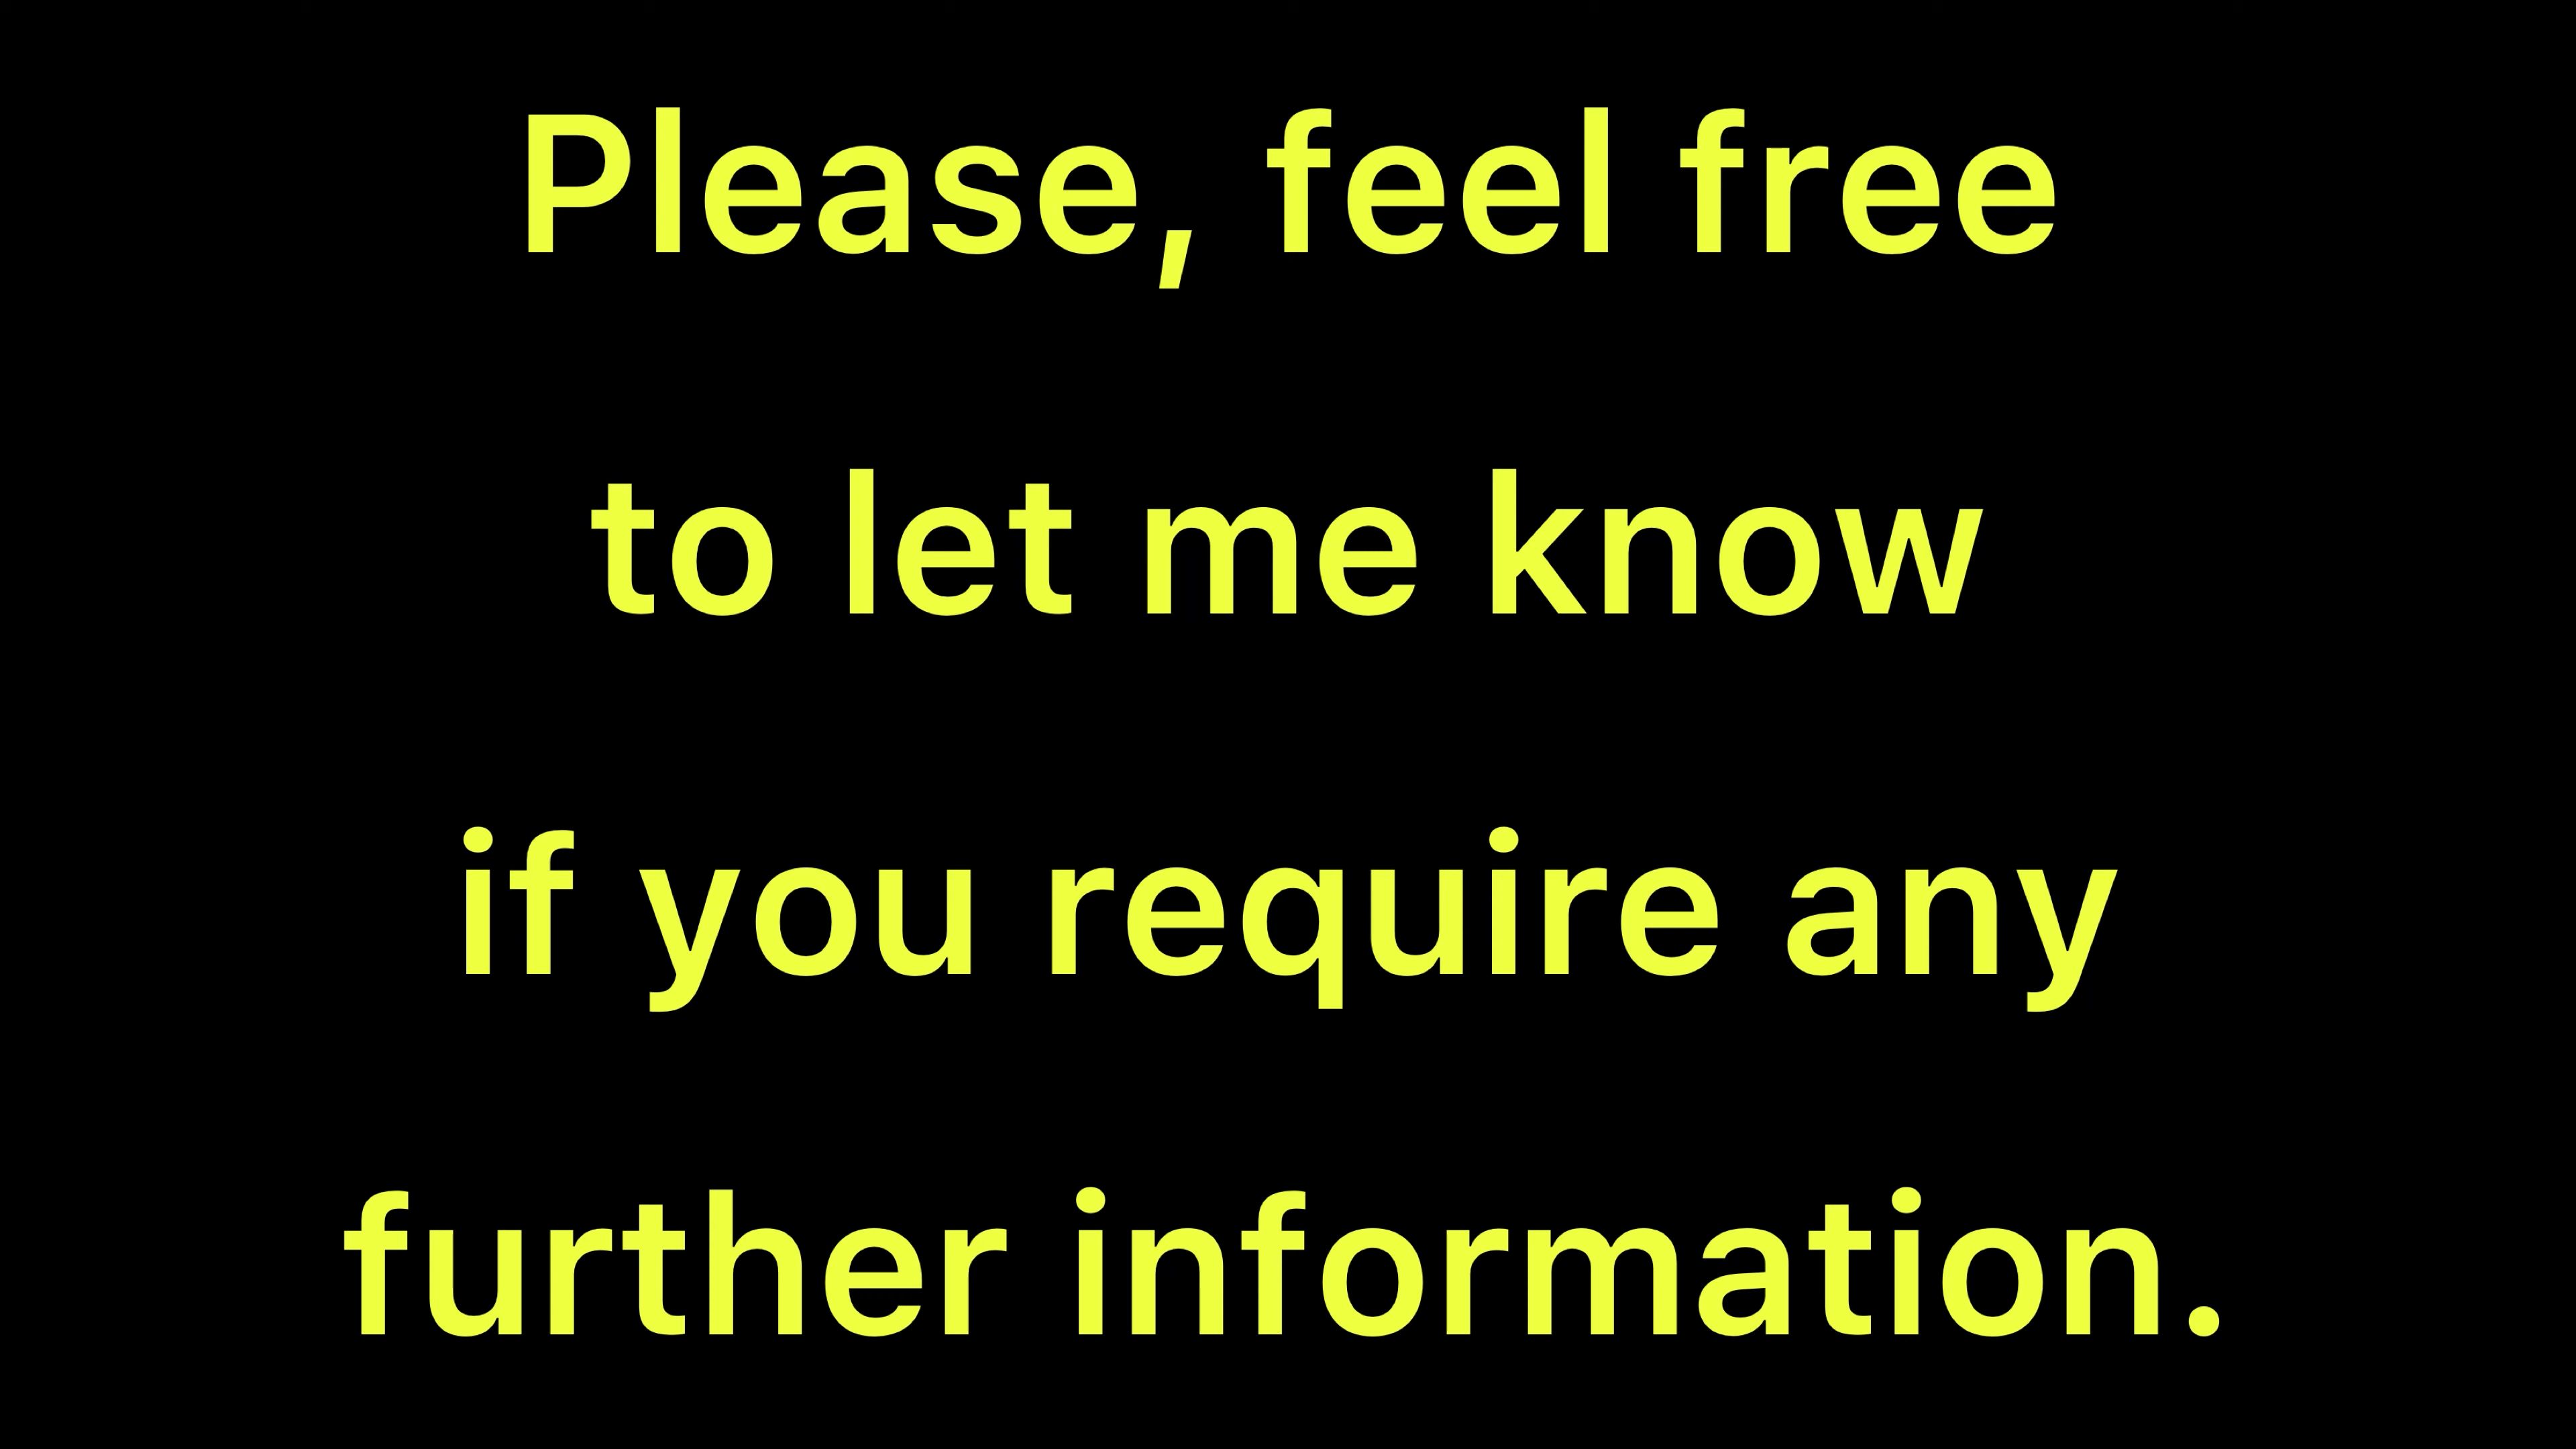 Please, feel free
to let me know
if you require any
further information.